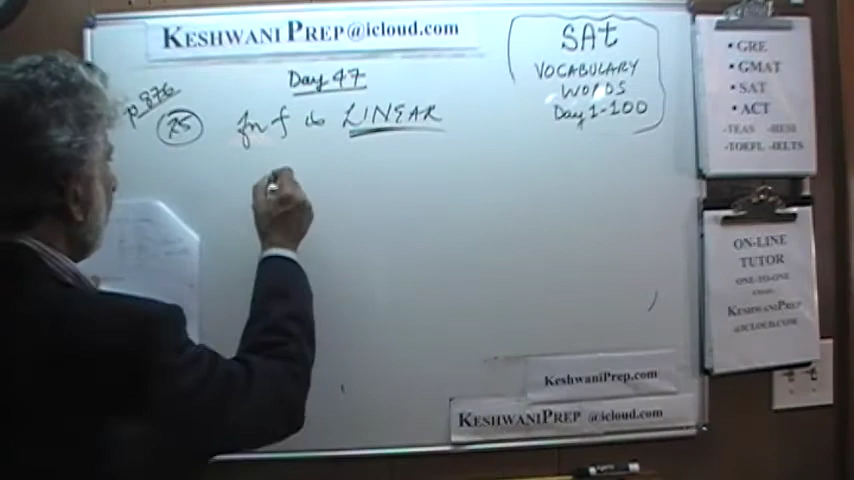 KESHWANI PREP@icloud.com
Day 47
p 876
25
fn f is LINEAR
SAt
VOCABULARY
WORDS
Day 1-100
• GRE
• GMAT
• SAT
• ACT
-TEAS -HESI
-TOEFL -IELTS
ON-LINE
TUTOR
ONE-TO-ONE
KESHWANIPREP
@ICLOUD.COM
KeshwaniPrep.com
KESHWANIPREP @icloud.com